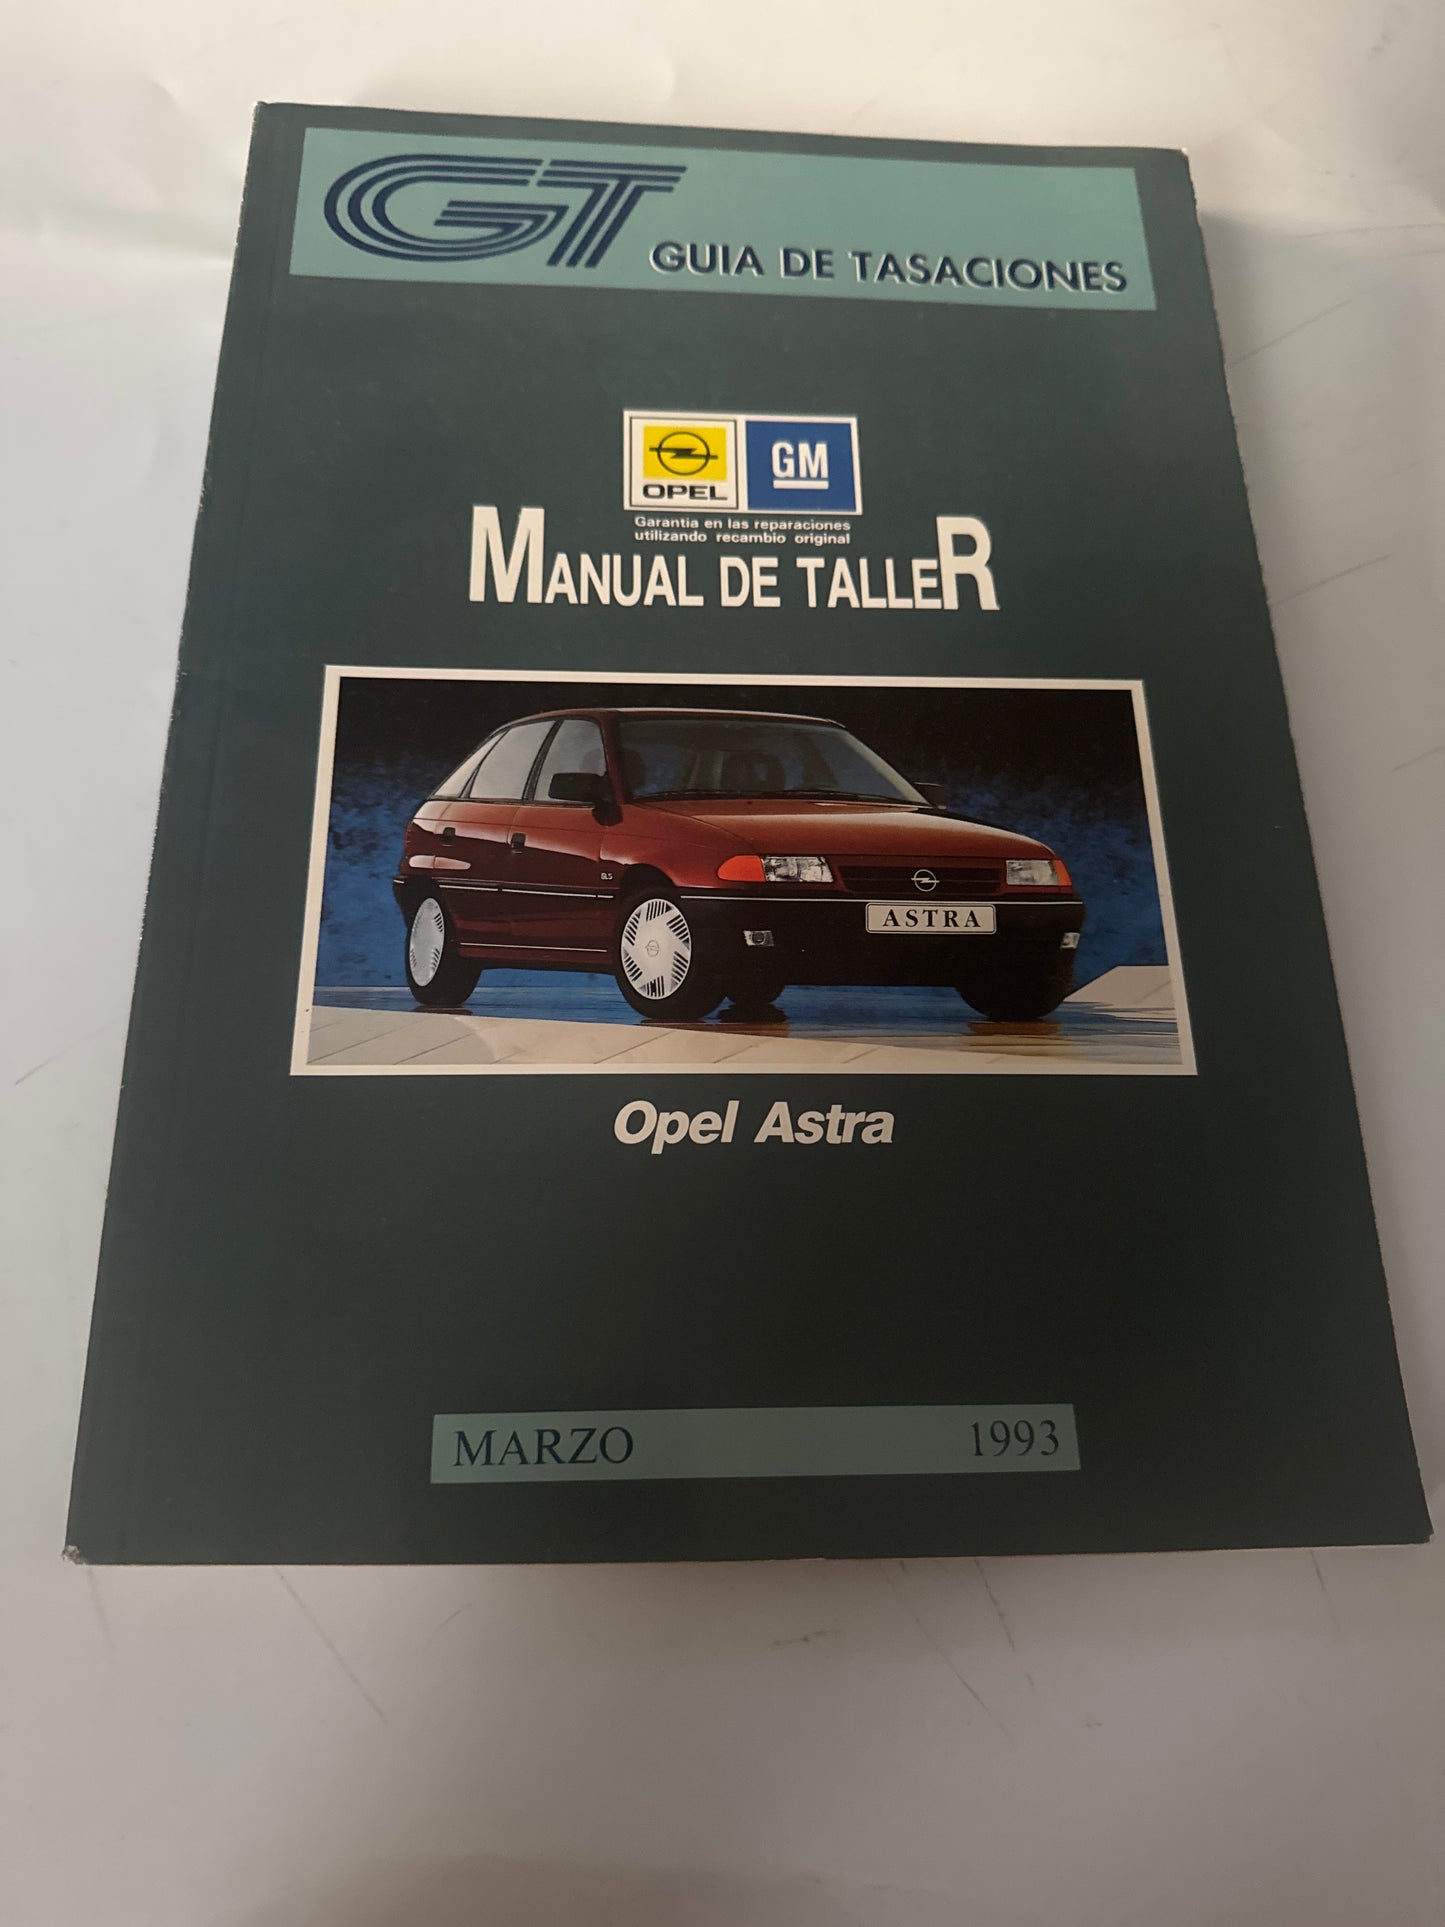 GT GUIA DE TASACIONES
OPEL GM
Garantia en las reparaciones
utilizando recambio original
MANUAL DE TALLER
GLS
ASTRA
Opel Astra
MARZO 1993